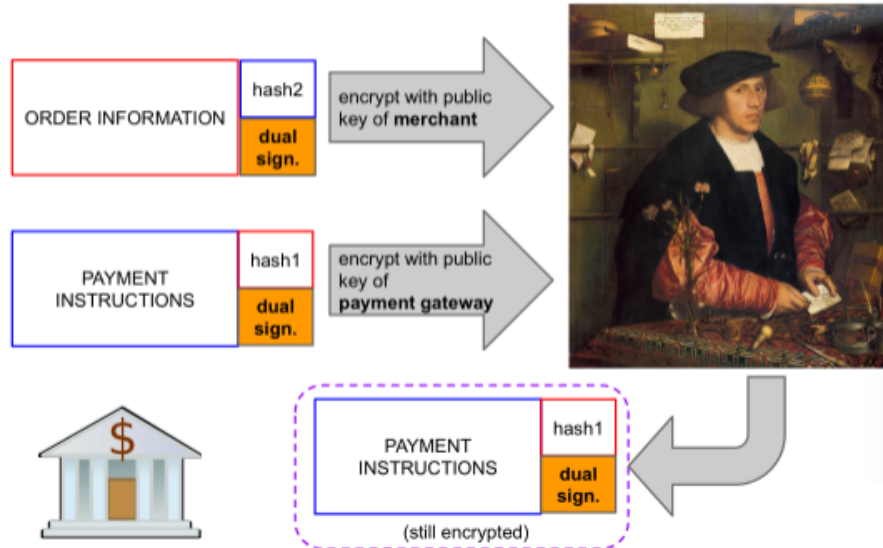 ORDER INFORMATION
hash2
dual
sign.
encrypt with public
key of merchant
PAYMENT
INSTRUCTIONS
hash1
dual
sign.
encrypt with public
key of
payment gateway
$
PAYMENT
INSTRUCTIONS
hash1
dual
sign.
(still encrypted)